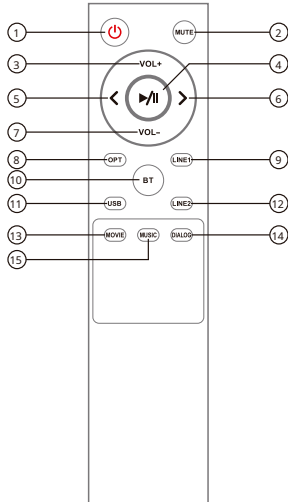 1
MUTE
2
3
VOL+
4
5
6
7
VOL–
8
OPT
LINE1
9
10
BT
11
USB
LINE2
12
13
MOVIE
MUSIC
DIALOG
14
15